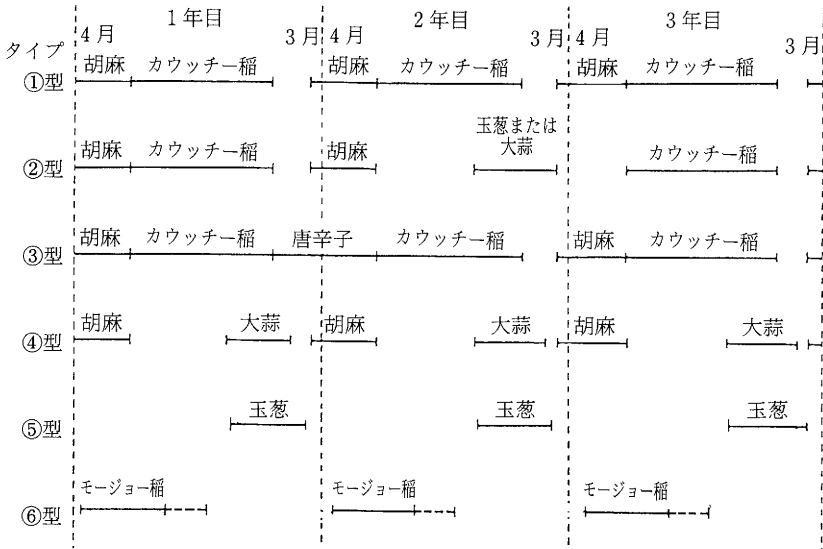 1年目 2年目 3年目
タイプ 4月 3月 4月 3月 4月 3月
①型 胡麻 カウッチー稲 胡麻 カウッチー稲 胡麻 カウッチー稲
②型 胡麻 カウッチー稲 胡麻 玉葱または
大蒜 カウッチー稲
③型 胡麻 カウッチー稲 唐辛子 カウッチー稲 胡麻 カウッチー稲
④型 胡麻 大蒜 胡麻 大蒜 胡麻 大蒜
⑤型 玉葱 玉葱 玉葱
⑥型 モージョー稲 モージョー稲 モージョー稲